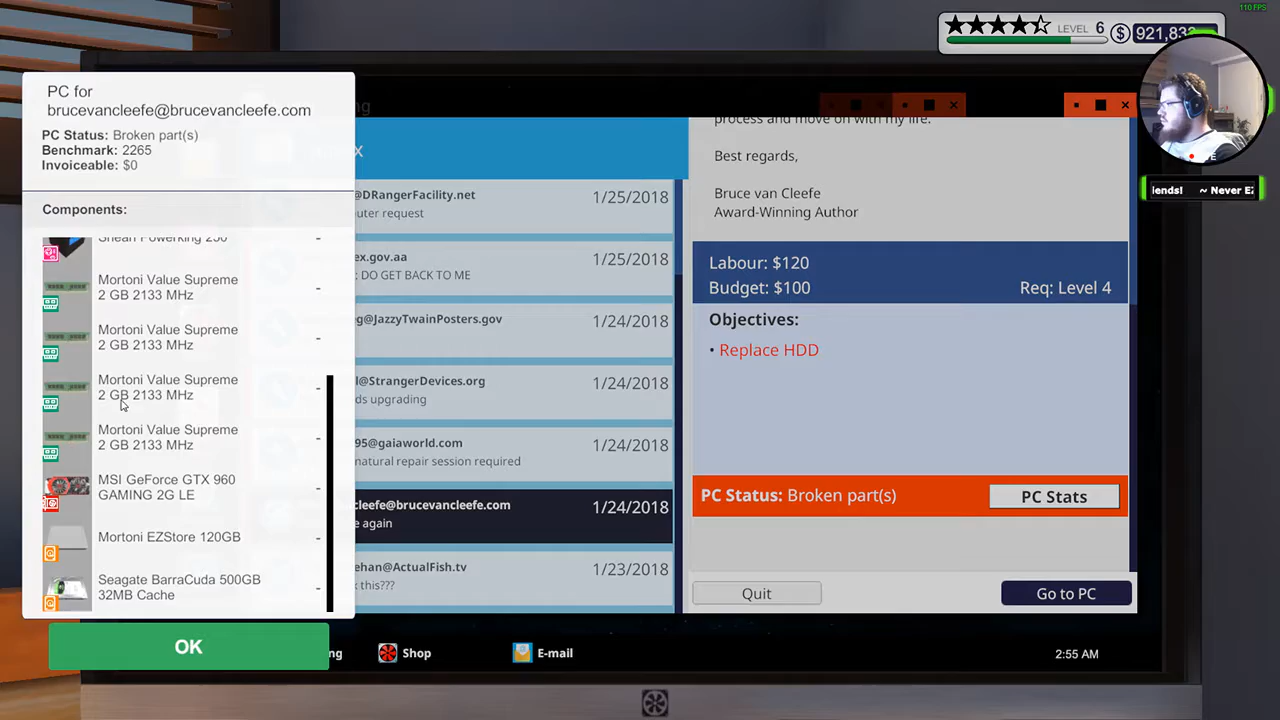 110 FPS
LEVEL 6
$ 921,83
PC for
brucevancleefe@brucevancleefe.com
PC Status: Broken part(s)
Benchmark: 2265
Invoiceable: $0
Components:
Shean Powerking 250 -
Mortoni Value Supreme
2 GB 2133 MHz -
Mortoni Value Supreme
2 GB 2133 MHz -
Mortoni Value Supreme
2 GB 2133 MHz -
Mortoni Value Supreme
2 GB 2133 MHz -
MSI GeForce GTX 960
GAMING 2G LE -
Mortoni EZStore 120GB -
Seagate BarraCuda 500GB
32MB Cache -
OK
@DRangerFacility.net 1/25/2018
uter request
ex.gov.aa 1/25/2018
: DO GET BACK TO ME
g@JazzyTwainPosters.gov 1/24/2018
l@StrangerDevices.org 1/24/2018
ds upgrading
95@gaiaworld.com 1/24/2018
natural repair session required
cleefe@brucevancleefe.com 1/24/2018
e again
ehan@ActualFish.tv 1/23/2018
k this???
process and move on with my life.
Best regards,
Bruce van Cleefe
Award-Winning Author
Labour: $120
Budget: $100 Req: Level 4
Objectives:
• Replace HDD
PC Status: Broken part(s) PC Stats
Quit Go to PC
iends! ~ Never
ng Shop E-mail 2:55 AM